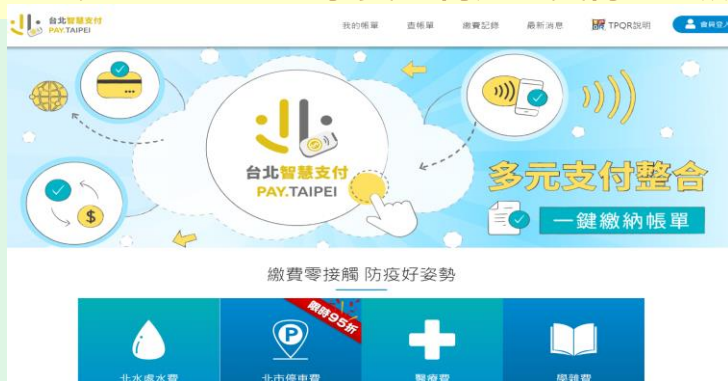 台北智慧支付
PAY.TAIPEI
我的帳單
查帳單
繳費記錄
最新消息
TPQR說明
會員登入
台北智慧支付
PAY.TAIPEI
多元支付整合
一鍵繳納帳單
繳費零接觸 防疫好姿勢
限時95折
北水處水費
北市停車費
醫療費
學雜費